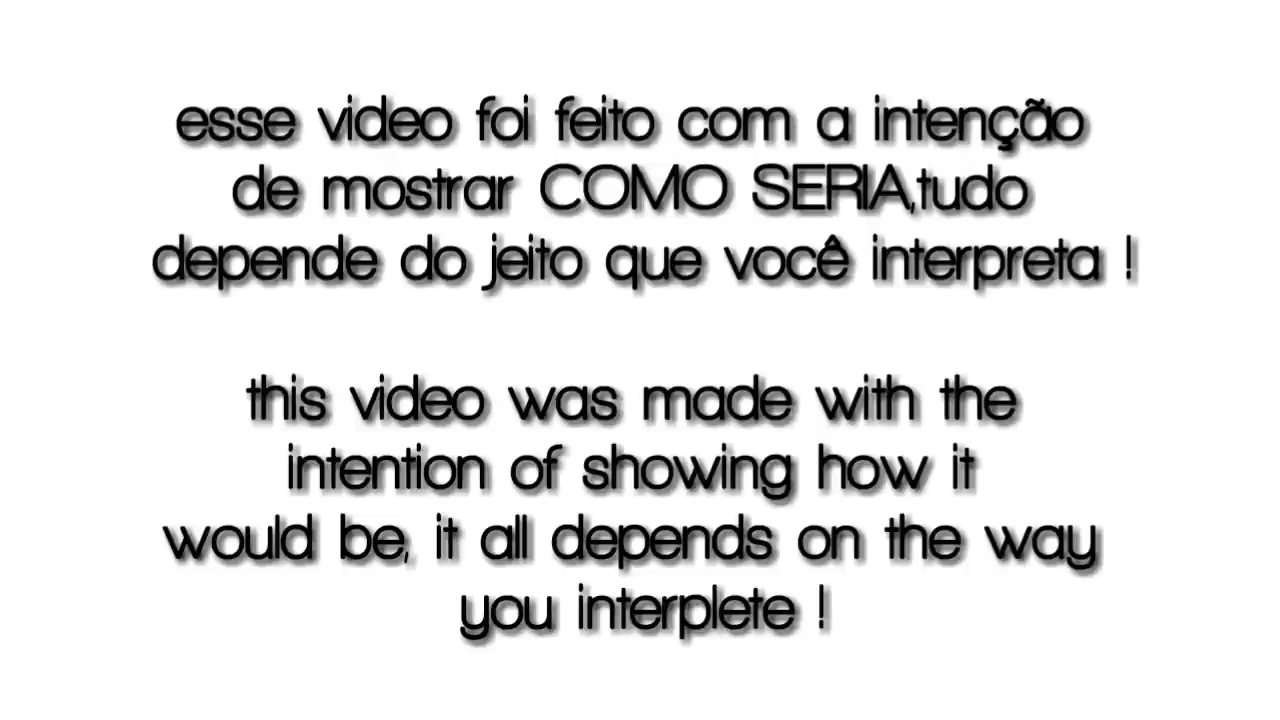 esse video foi feito com a intenção
de mostrar COMO SERIA,tudo
depende do jeito que você interpreta !
this video was made with the
intention of showing how it
would be, it all depends on the way
you interplete !